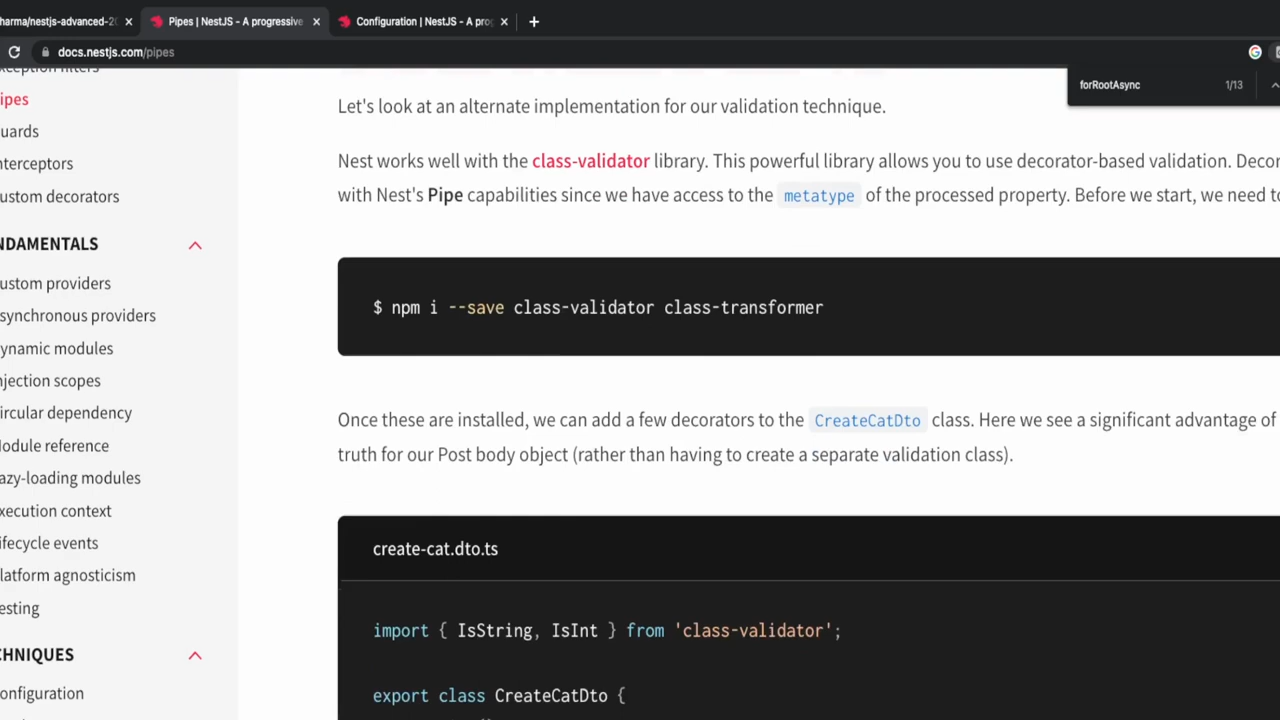 harma/nestjs-advanced-20
Pipes | NestJS - A progressive
Configuration | NestJS - A prog
docs.nestjs.com/pipes
forRootAsync
1/13
xception filters
ipes
uards
nterceptors
ustom decorators
NDAMENTALS
ustom providers
synchronous providers
ynamic modules
njection scopes
ircular dependency
odule reference
azy-loading modules
xecution context
ifecycle events
latform agnosticism
esting
CHNIQUES
onfiguration
Let's look at an alternate implementation for our validation technique.
Nest works well with the class-validator library. This powerful library allows you to use decorator-based validation. Decor
with Nest's Pipe capabilities since we have access to the metatype of the processed property. Before we start, we need to
$ npm i --save class-validator class-transformer
Once these are installed, we can add a few decorators to the CreateCatDto class. Here we see a significant advantage of
truth for our Post body object (rather than having to create a separate validation class).
create-cat.dto.ts
import { IsString, IsInt } from 'class-validator';
export class CreateCatDto {